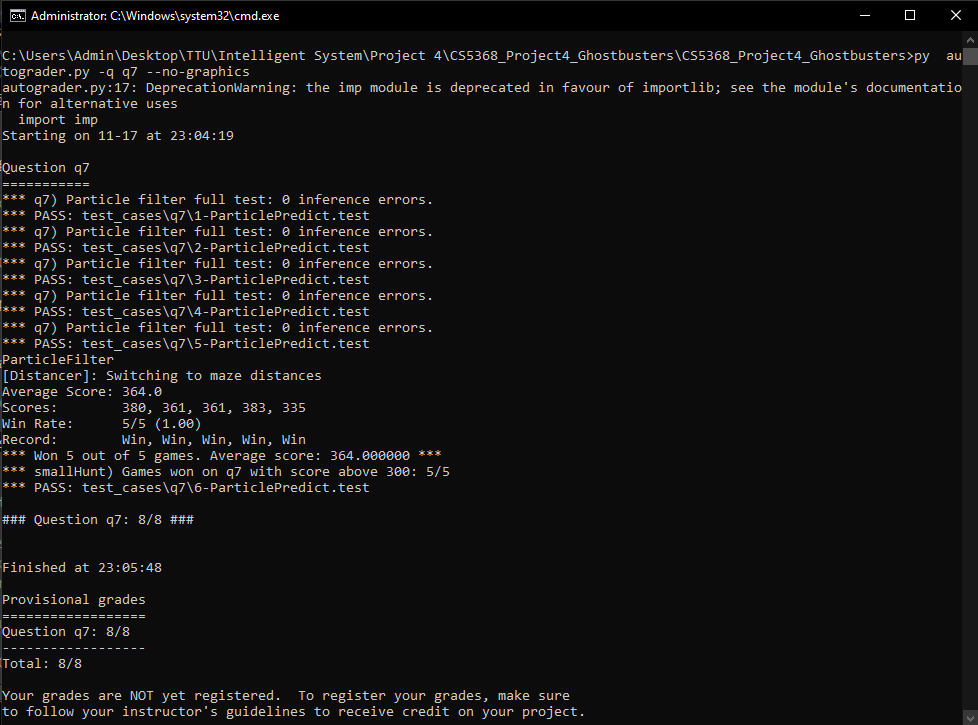 Administrator: C:\Windows\system32\cmd.exe
C:\Users\Admin\Desktop\TTU\Intelligent System\Project 4\CS5368_Project4_Ghostbusters\CS5368_Project4_Ghostbusters>py  au
tograder.py -q q7 --no-graphics
autograder.py:17: DeprecationWarning: the imp module is deprecated in favour of importlib; see the module's documentatio
n for alternative uses
  import imp
Starting on 11-17 at 23:04:19

Question q7
===========
*** q7) Particle filter full test: 0 inference errors.
*** PASS: test_cases\q7\1-ParticlePredict.test
*** q7) Particle filter full test: 0 inference errors.
*** PASS: test_cases\q7\2-ParticlePredict.test
*** q7) Particle filter full test: 0 inference errors.
*** PASS: test_cases\q7\3-ParticlePredict.test
*** q7) Particle filter full test: 0 inference errors.
*** PASS: test_cases\q7\4-ParticlePredict.test
*** q7) Particle filter full test: 0 inference errors.
*** PASS: test_cases\q7\5-ParticlePredict.test
ParticleFilter
[Distancer]: Switching to maze distances
Average Score: 364.0
Scores:        380, 361, 361, 383, 335
Win Rate:      5/5 (1.00)
Record:        Win, Win, Win, Win, Win
*** Won 5 out of 5 games. Average score: 364.000000 ***
*** smallHunt) Games won on q7 with score above 300: 5/5
*** PASS: test_cases\q7\6-ParticlePredict.test

### Question q7: 8/8 ###

Finished at 23:05:48

Provisional grades
==================
Question q7: 8/8
------------------
Total: 8/8

Your grades are NOT yet registered.  To register your grades, make sure
to follow your instructor's guidelines to receive credit on your project.